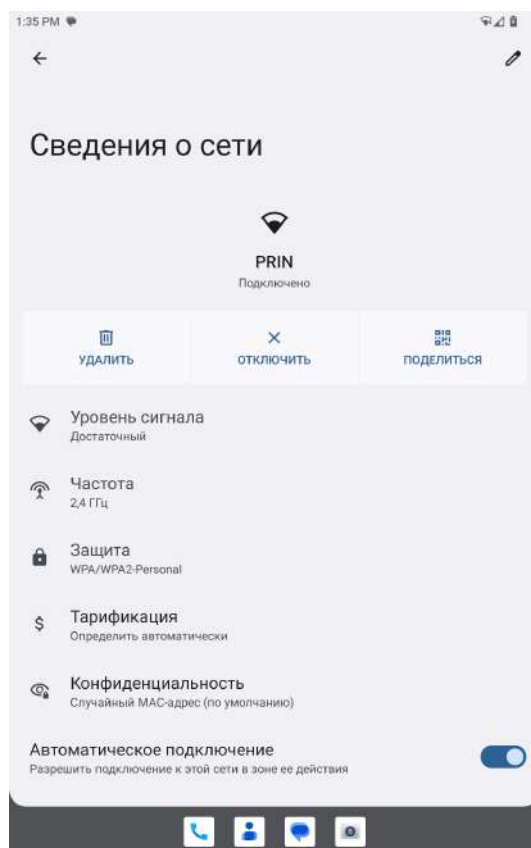 1:35 PM
Сведения о сети
PRIN
Подключено
УДАЛИТЬ
ОТКЛЮЧИТЬ
ПОДЕЛИТЬСЯ
Уровень сигнала
Достаточный
Частота
2,4 ГГц
Защита
WPA/WPA2-Personal
Тарификация
Определить автоматически
Конфиденциальность
Случайный MAC-адрес (по умолчанию)
Автоматическое подключение
Разрешить подключение к этой сети в зоне ее действия